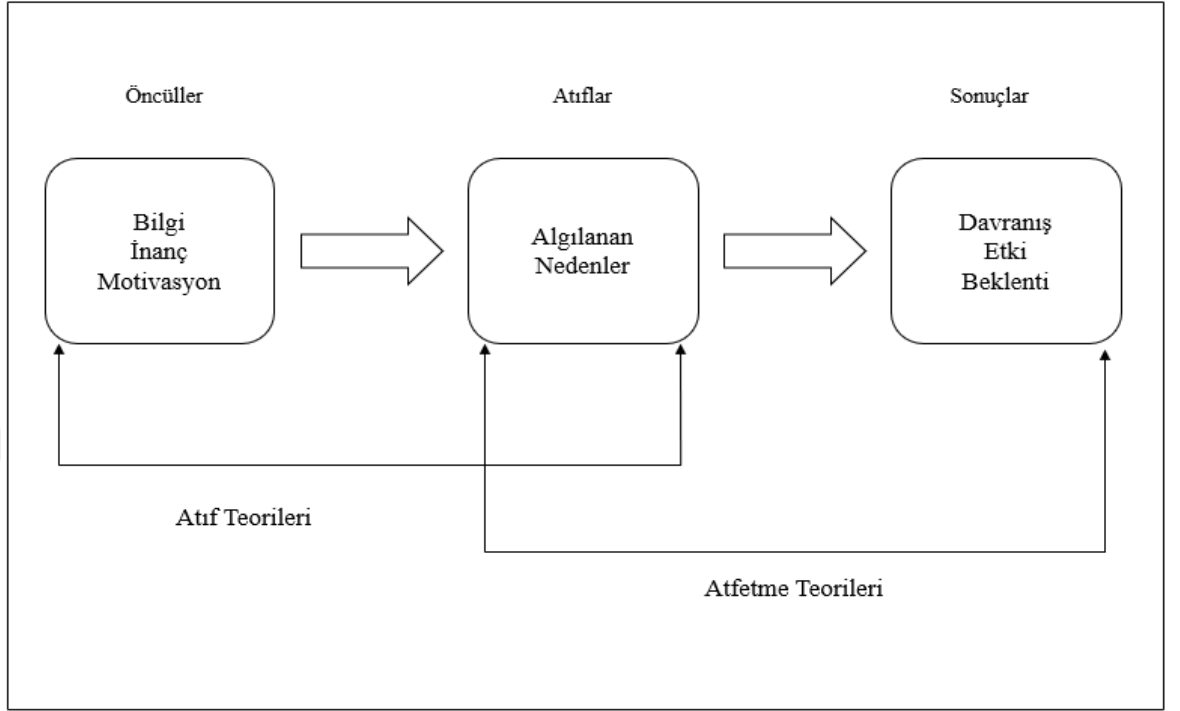 Öncüller
Atıflar
Sonuçlar
Bilgi
İnanç
Motivasyon
Algılanan
Nedenler
Davranış
Etki
Beklenti
Atıf Teorileri
Atfetme Teorileri